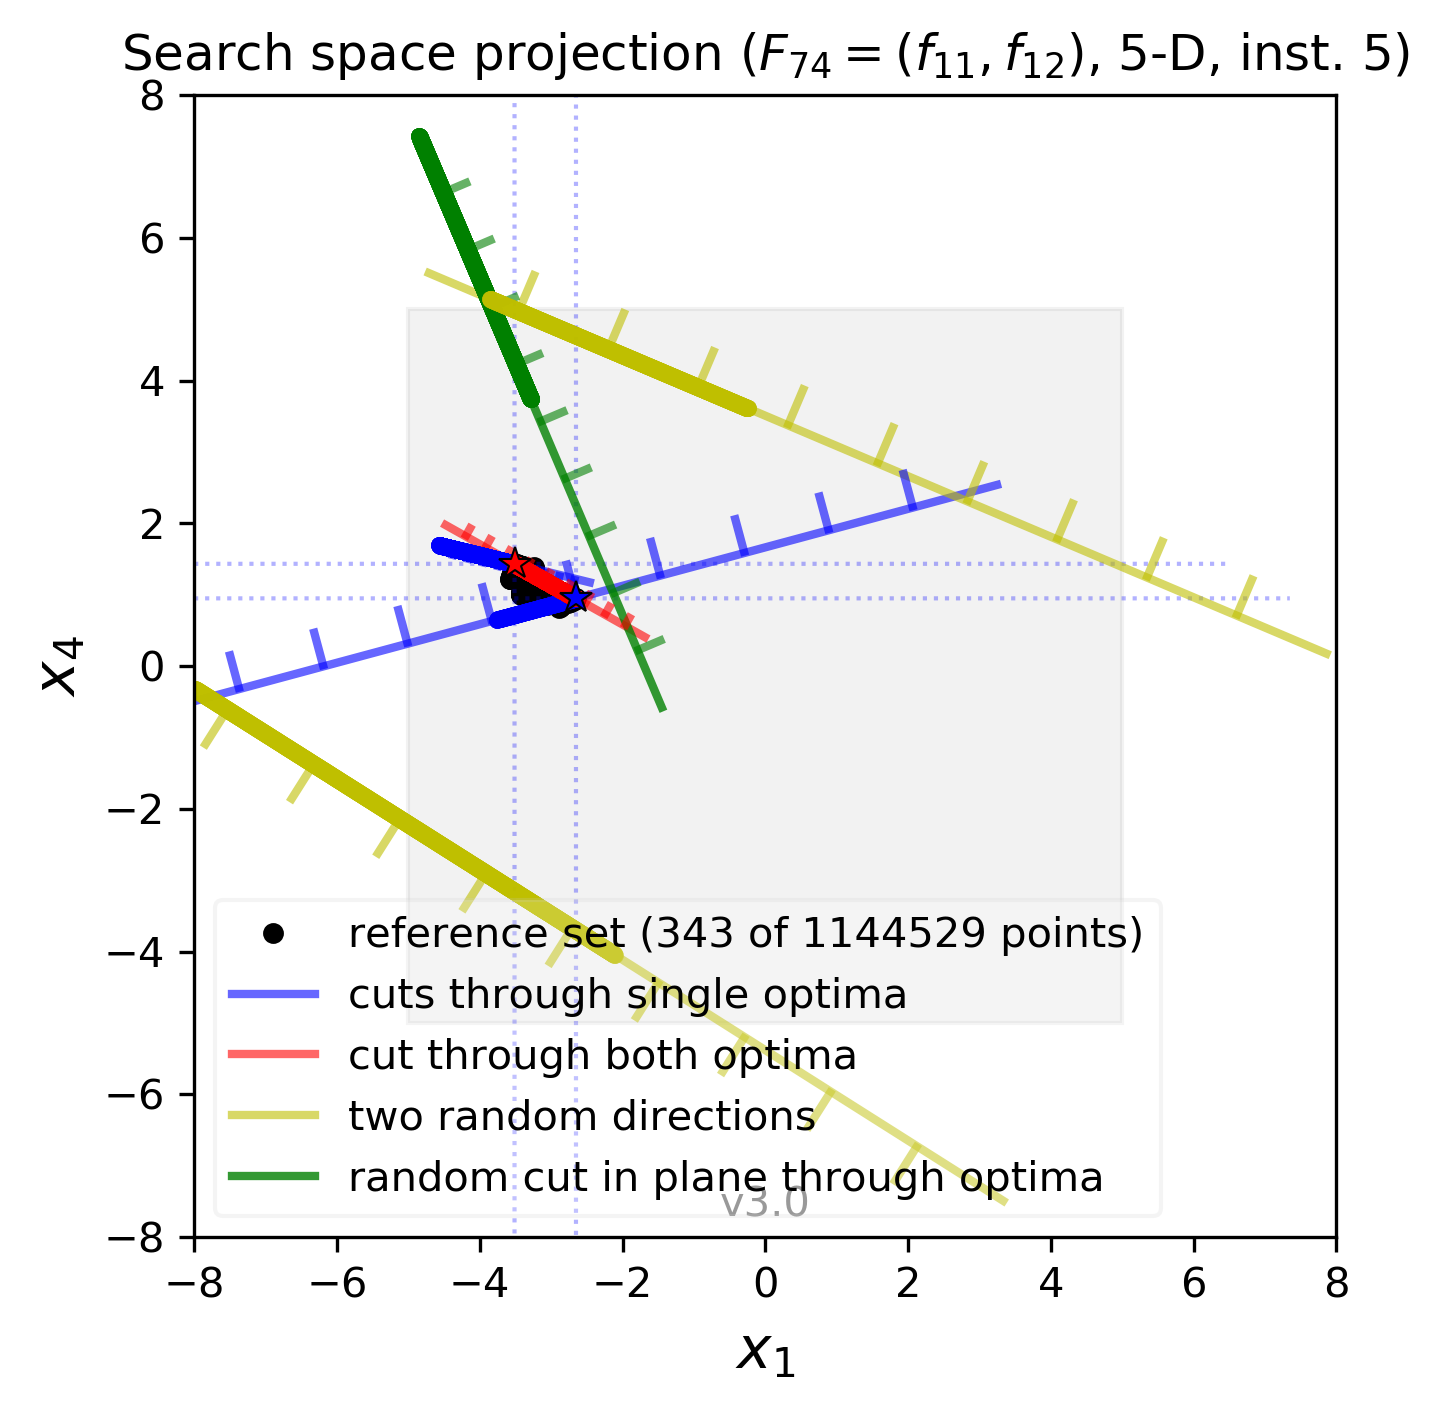 Search space projection (F₇₄ = (f₁₁, f₁₂), 5-D, inst. 5)
8
6
4
2
0
−2
−4
−6
−8
x₄
reference set (343 of 1144529 points)
cuts through single optima
cut through both optima
two random directions
random cut in plane through optima
v3.0
−8 −6 −4 −2 0 2 4 6 8
x₁